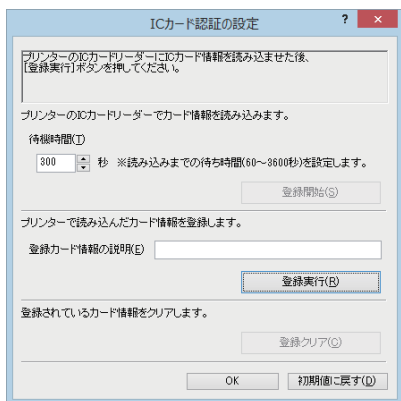 ICカード認証の設定
? ×
プリンターのICカードリーダーにICカード情報を読み込ませた後、
[登録実行]ボタンを押してください。
プリンターのICカードリーダーでカード情報を読み込みます。
待機時間(T)
300 秒 ※読み込みまでの待ち時間(60～3600秒)を設定します。
登録開始(S)
プリンターで読み込んだカード情報を登録します。
登録カード情報の説明(E)
登録実行(R)
登録されているカード情報をクリアします。
登録クリア(C)
OK 初期値に戻す(D)